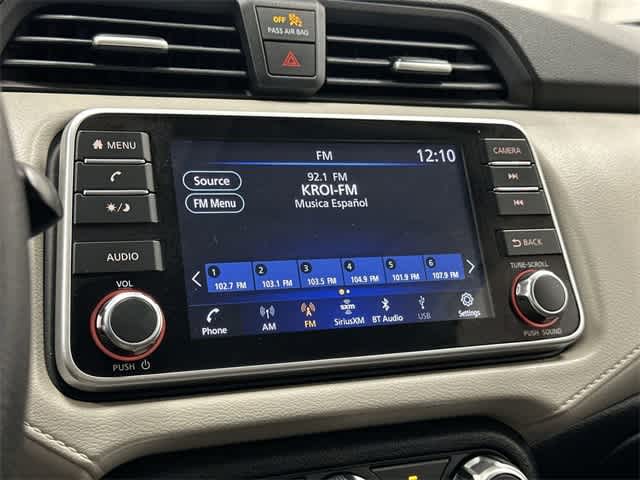 OFF 2
PASS AIR BAG
MENU
AUDIO
VOL
PUSH
FM
12:10
Source
FM Menu
92.1 FM
KROI-FM
Musica Español
1 2 3 4 5 6
102.7 FM 103.1 FM 103.5 FM 104.9 FM 101.9 FM 107.9 FM
Phone
AM
FM
sxm
SiriusXM
BT Audio
USB
Settings
CAMERA
BACK
TUNE-SCROLL
PUSH SOUND